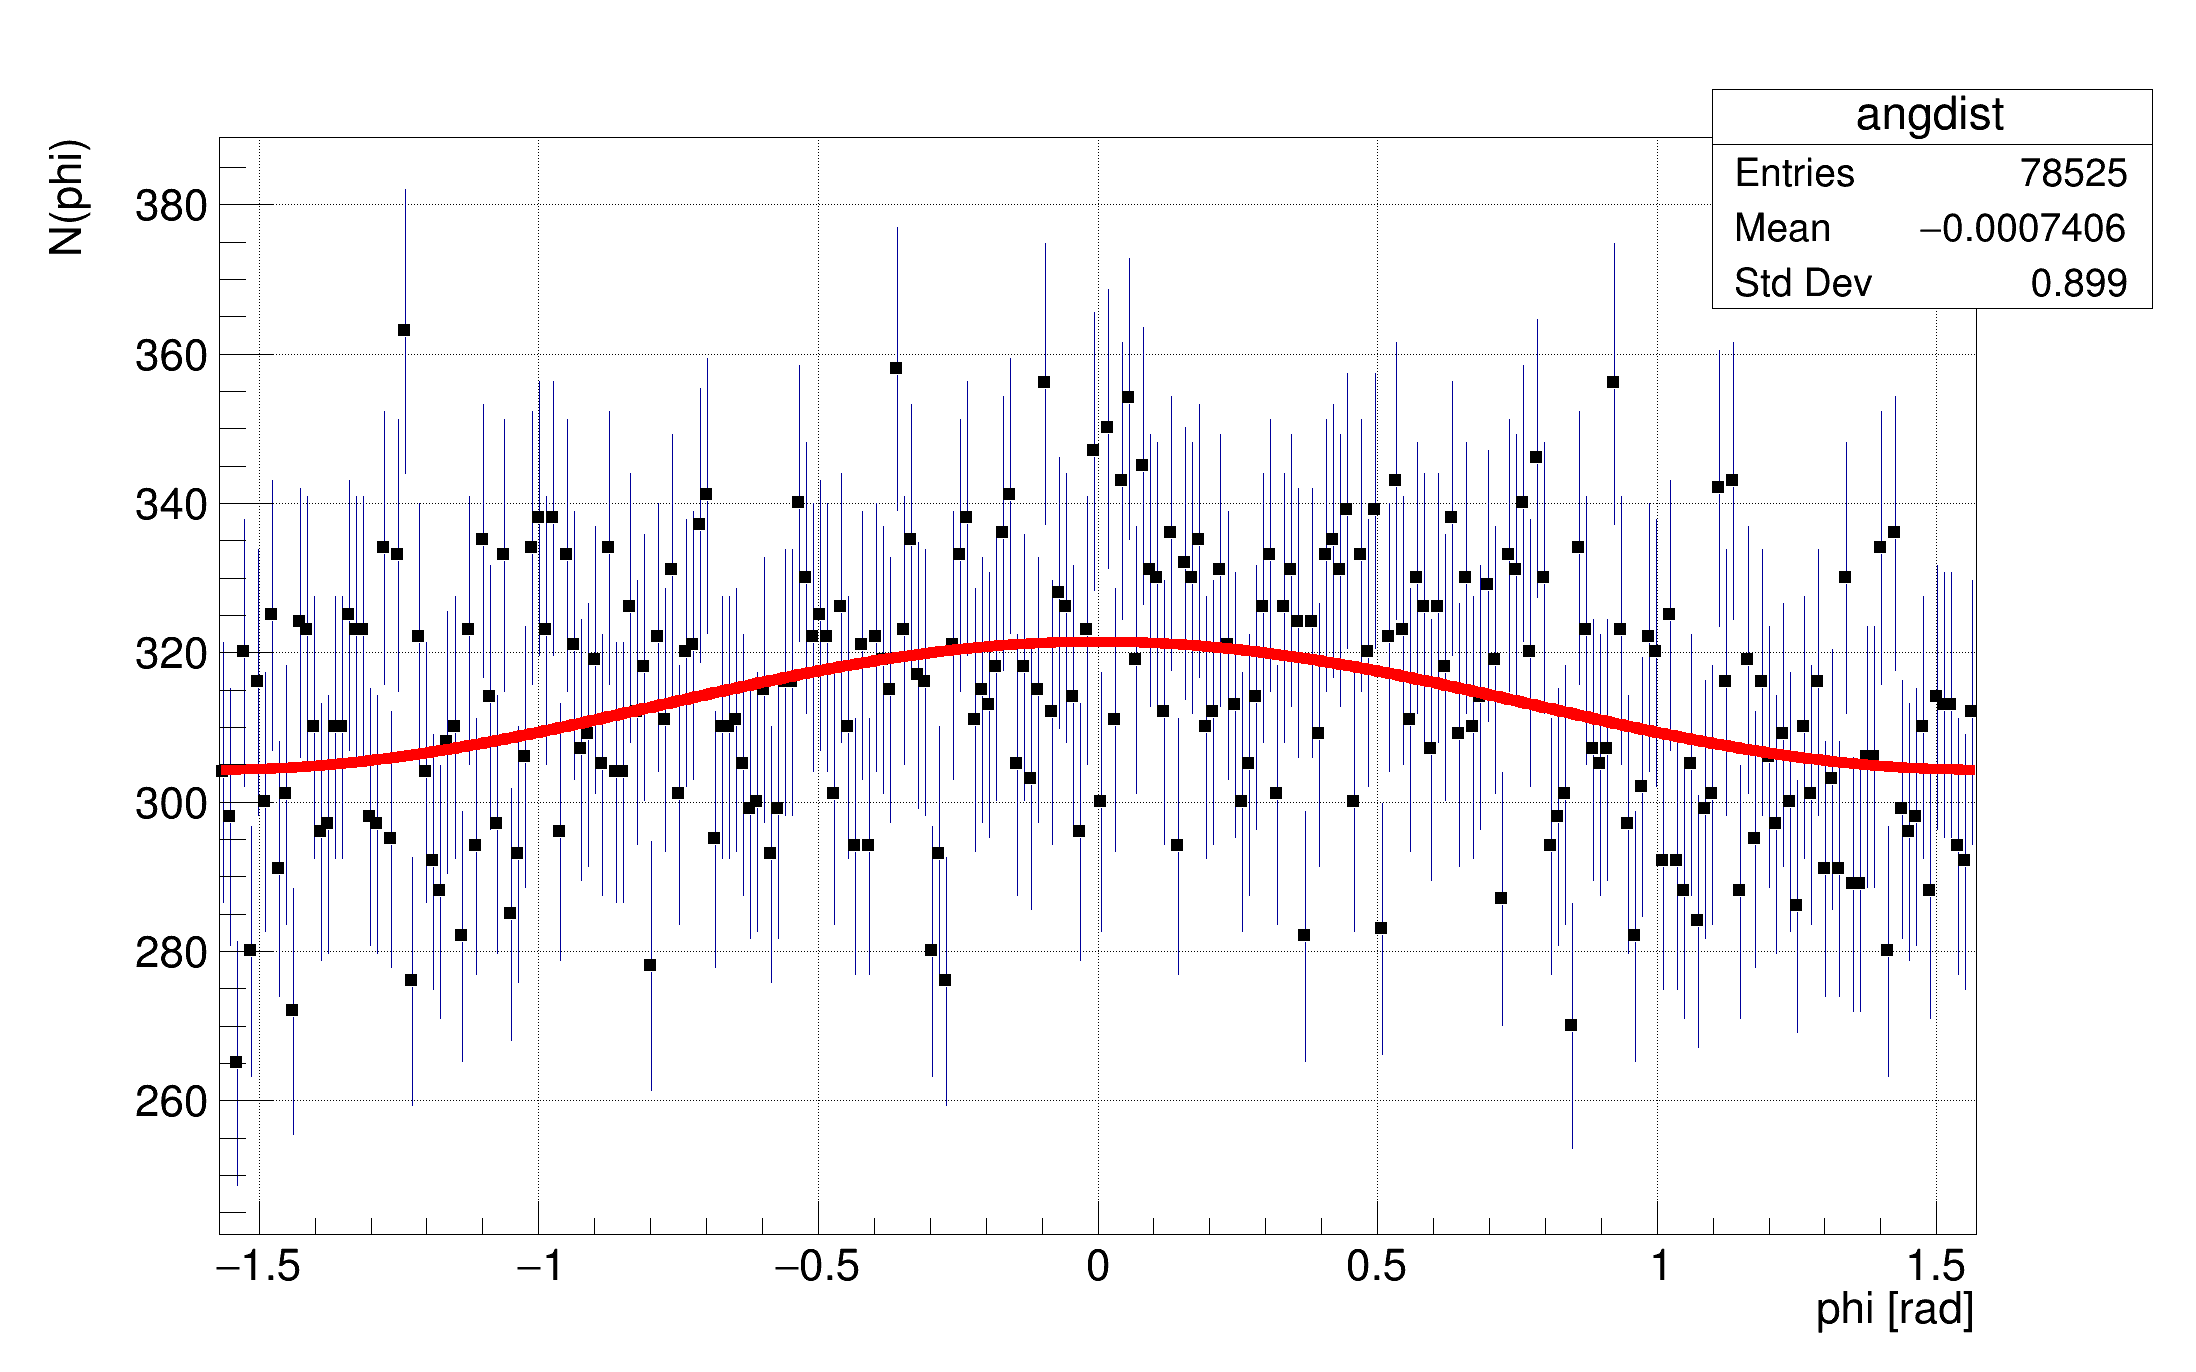 angdist
Entries 78525
Mean −0.0007406
Std Dev 0.899
N(phi)
380
360
340
320
300
280
260
−1.5 −1 −0.5 0 0.5 1 1.5
phi [rad]